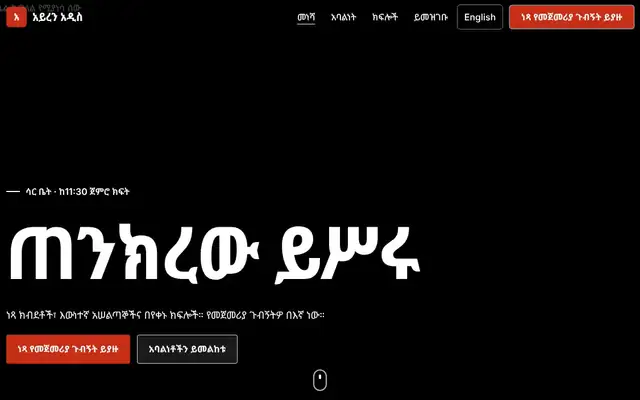 አ አይረን አዲስ
መነሻ
አባልነት
ክፍሎች
ይመዝገቡ
English
ነጻ የመጀመሪያ ጉብኝት ይያዙ
ሳር ቤት · ከ11:30 ጀምሮ ክፍት
ጠንክረው ይሥሩ
ነጻ ክብደቶች፣ እውነተኛ አሠልጣኞችና በየቀኑ ክፍሎች። የመጀመሪያ ጉብኝትዎ በእኛ ነው።
ነጻ የመጀመሪያ ጉብኝት ይያዙ
አባልነቶችን ይመልከቱ